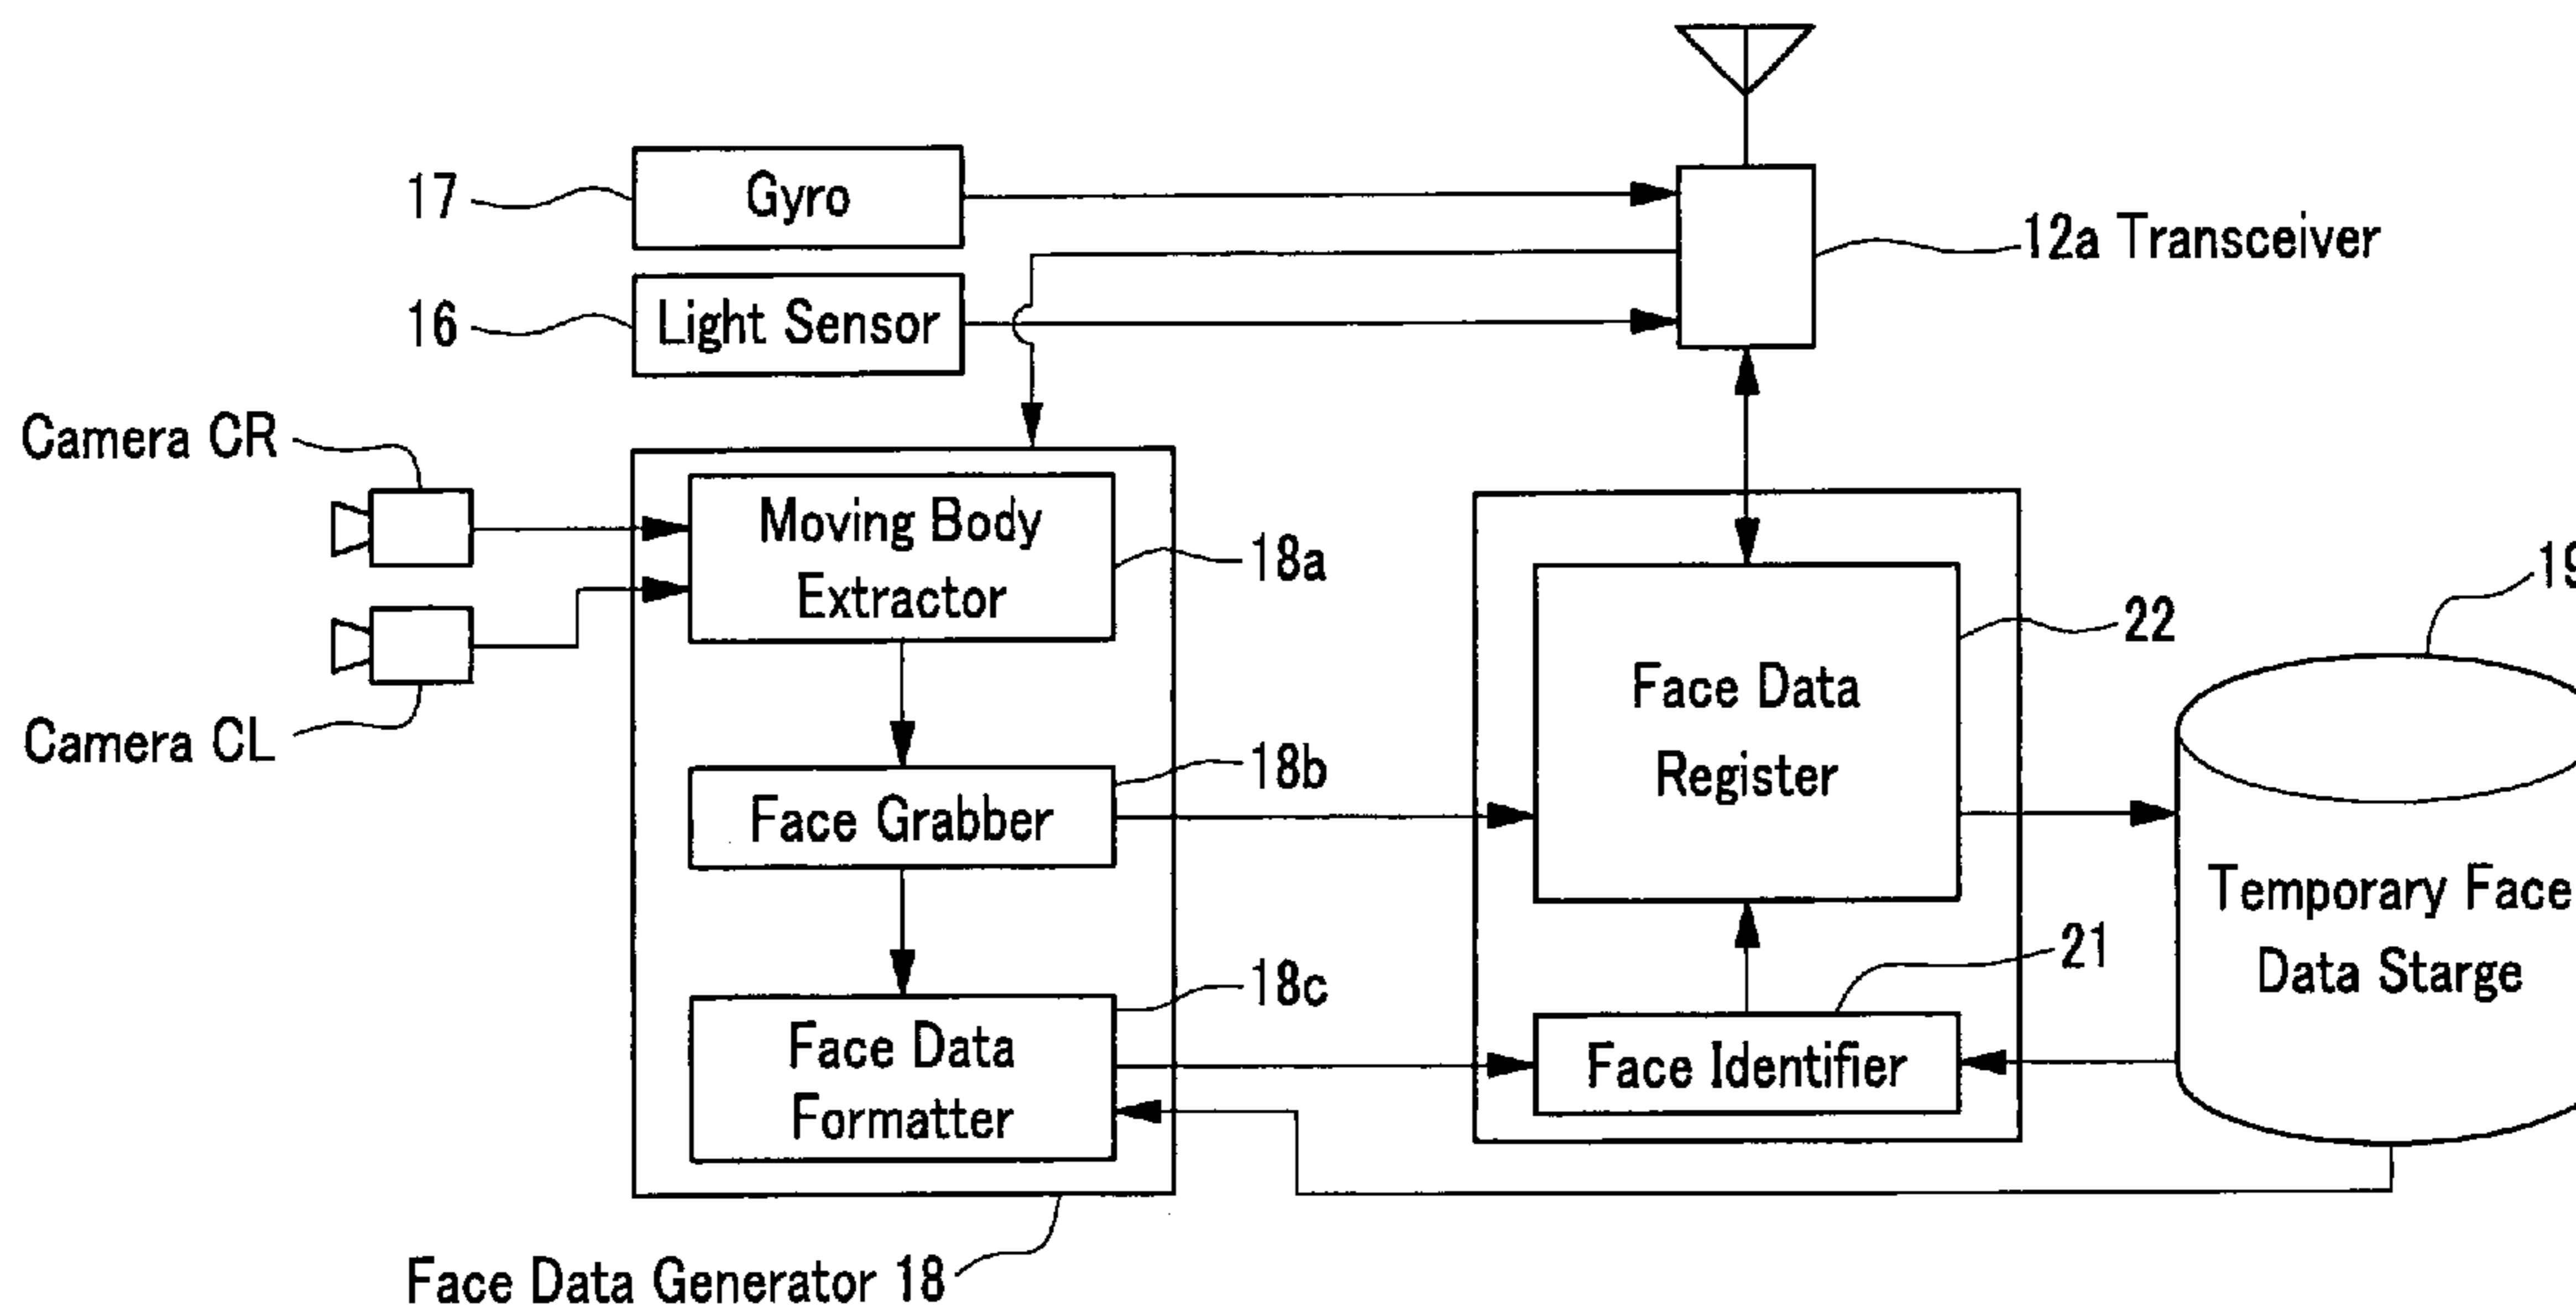 17
Gyro
12a Transceiver
16
Light Sensor
Camera CR
Moving Body
Extractor
18a
Camera CL
22
19
Face Data
Register
18b
Face Grabber
Temporary Face
Data Starge
18c
Face Data
Formatter
21
Face Identifier
Face Data Generator 18